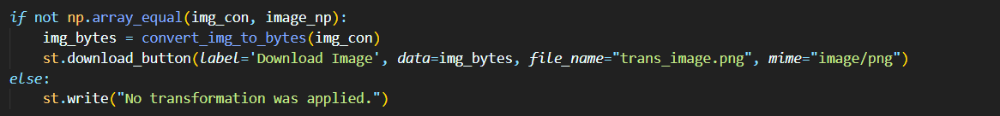 if not np.array_equal(img_con, image_np):
    img_bytes = convert_img_to_bytes(img_con)
    st.download_button(label='Download Image', data=img_bytes, file_name="trans_image.png", mime="image/png")
else:
    st.write("No transformation was applied.")